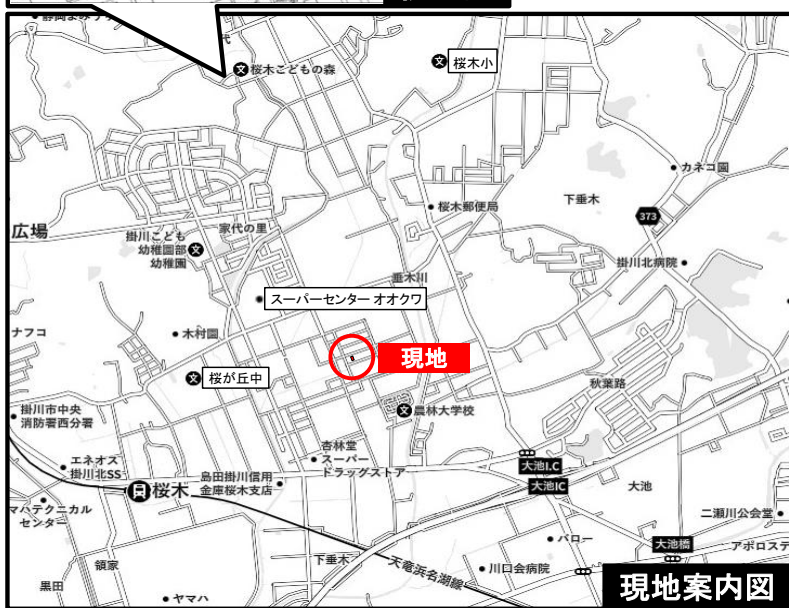 桜木こどもの森
桜木小
カネコ園
下垂木
桜木郵便局
373
広場
家代の里
掛川こども
幼稚園部
幼稚園
掛川北病院
垂木川
スーパーセンター オオクワ
ナフコ
木村園
現地
桜が丘中
秋葉路
掛川市中央
消防署西分署
農林大学校
杏林堂
スーパー
ドラッグストア
エネオス
掛川北SS
大池I.C
大池IC
大池
島田掛川信用
金庫桜木支店
桜木
マハテクニカル
センター
二瀬川公会堂
バロー
大池橋
アポロステ
下垂木
天竜浜名湖線
川口会病院
領家
黒田
ヤマハ
現地案内図